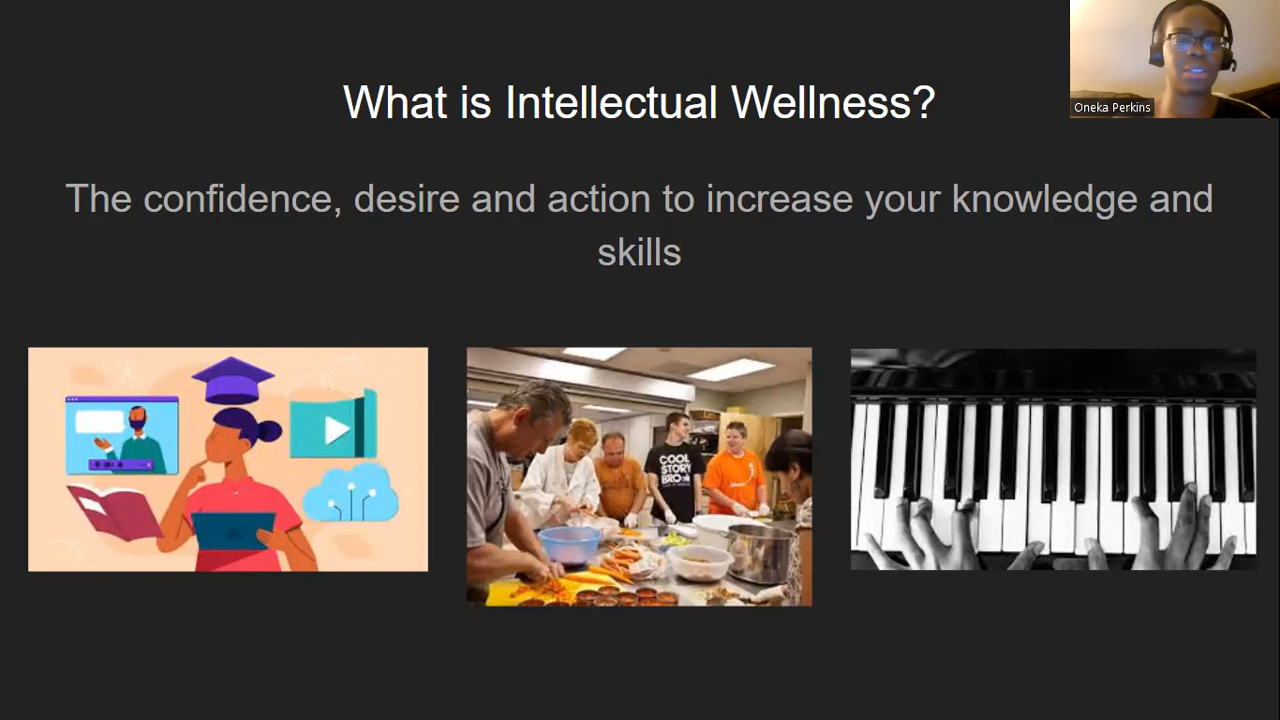 What is Intellectual Wellness?
Oneka Perkins
The confidence, desire and action to increase your knowledge and
skills
COOL
STORY
BRO